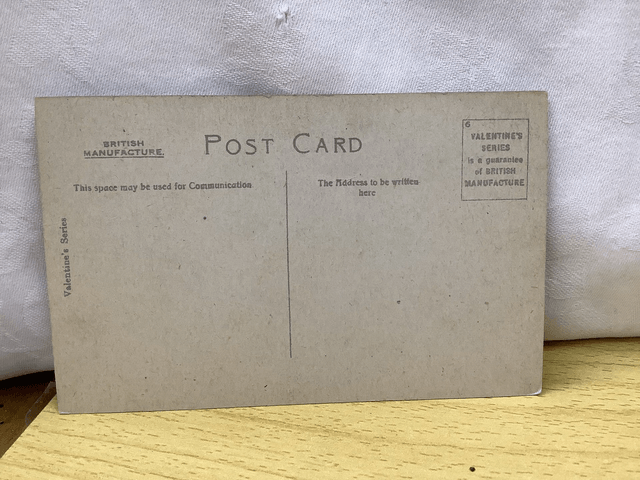 BRITISH
MANUFACTURE.
POST CARD
6
VALENTINE'S
SERIES
is a guarantee
of BRITISH
MANUFACTURE
This space may be used for Communication
The Address to be written
here
Valentine's Series